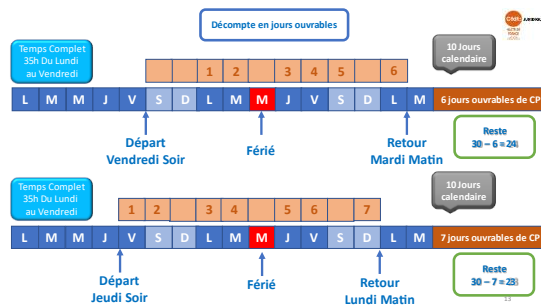 Décompte en jours ouvrables
Cfdt: JURIDIK
Temps Complet
35h Du Lundi
au Vendredi
10 Jours
calendaire
1 2 3 4 5 6
L M M J V S D L M M J V S D L M
6 jours ouvrables de CP
Départ
Vendredi Soir
Férié
Retour
Mardi Matin
Reste
30 – 6 = 24
Temps Complet
35h Du Lundi
au Vendredi
10 Jours
calendaire
1 2 3 4 5 6 7
L M M J V S D L M M J V S D L M
7 jours ouvrables de CP
Départ
Jeudi Soir
Férié
Retour
Lundi Matin
Reste
30 – 7 = 23
13